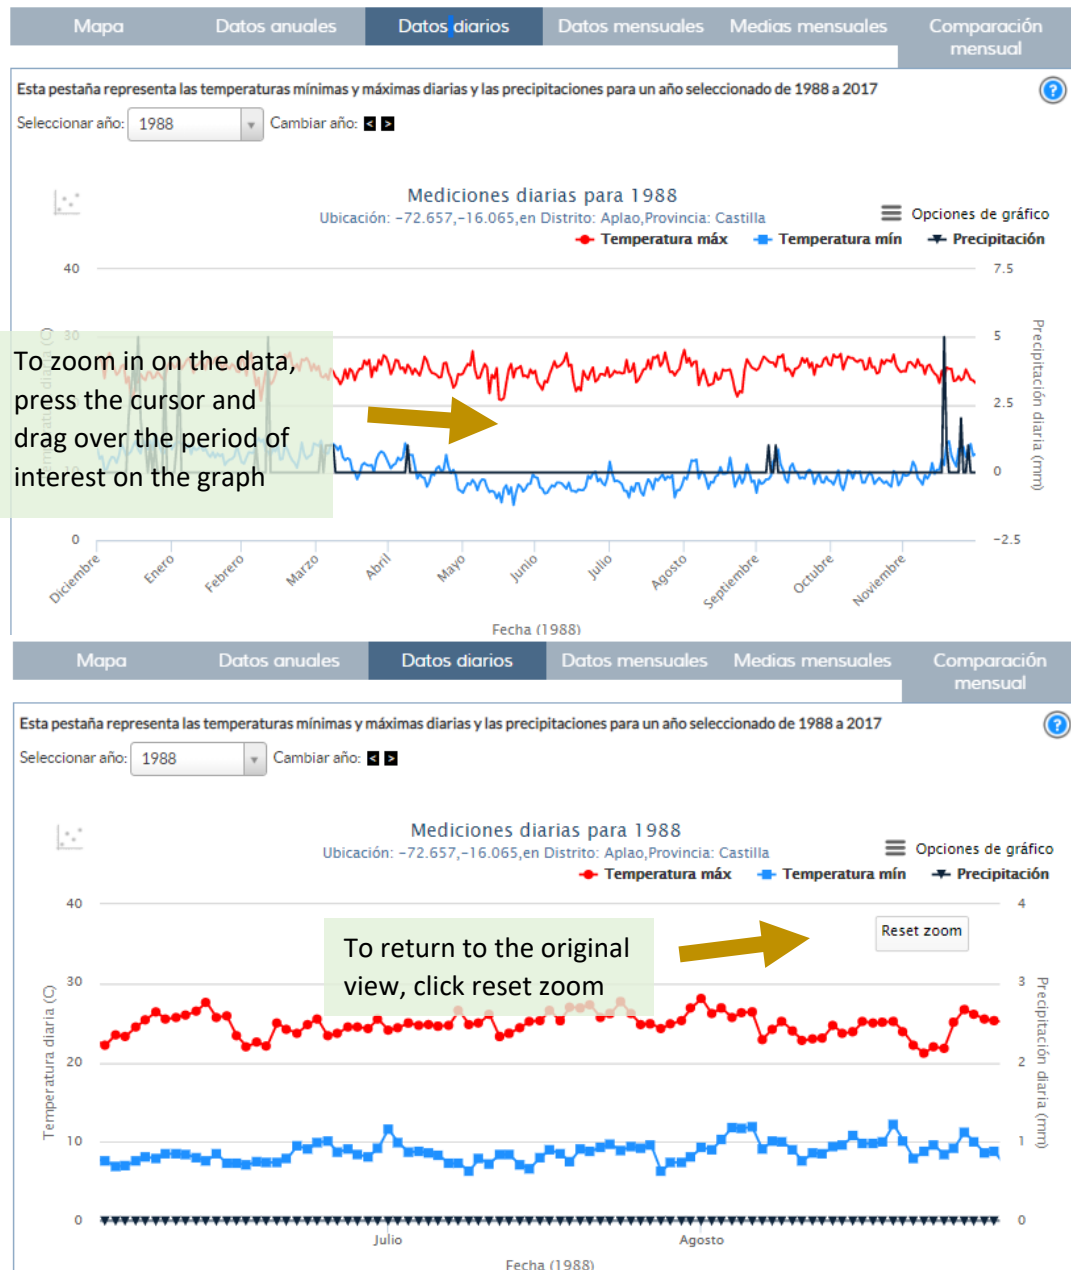 Mapa
Datos anuales
Datos diarios
Datos mensuales
Medias mensuales
Comparación
mensual
Esta pestaña representa las temperaturas mínimas y máximas diarias y las precipitaciones para un año seleccionado de 1988 a 2017
?
Seleccionar año: 1988 Cambiar año: < >
Mediciones diarias para 1988
Ubicación: -72.657,-16.065,en Distrito: Aplao,Provincia: Castilla
Opciones de gráfico
Temperatura máx Temperatura mín Precipitación
40
30
10
0
7.5
5
2.5
0
-2.5
Precipitación diaria (mm)
To zoom in on the data,
press the cursor and
drag over the period of
interest on the graph
Diciembre Enero Febrero Marzo Abril Mayo Junio Julio Agosto Septiembre Octubre Noviembre
Fecha (1988)
Mapa
Datos anuales
Datos diarios
Datos mensuales
Medias mensuales
Comparación
mensual
Esta pestaña representa las temperaturas mínimas y máximas diarias y las precipitaciones para un año seleccionado de 1988 a 2017
?
Seleccionar año: 1988 Cambiar año: < >
Mediciones diarias para 1988
Ubicación: -72.657,-16.065,en Distrito: Aplao,Provincia: Castilla
Opciones de gráfico
Temperatura máx Temperatura mín Precipitación
40
30
20
10
0
Temperatura diaria (C)
4
3
2
1
0
Precipitación diaria (mm)
Reset zoom
To return to the original
view, click reset zoom
Julio Agosto
Fecha (1988)